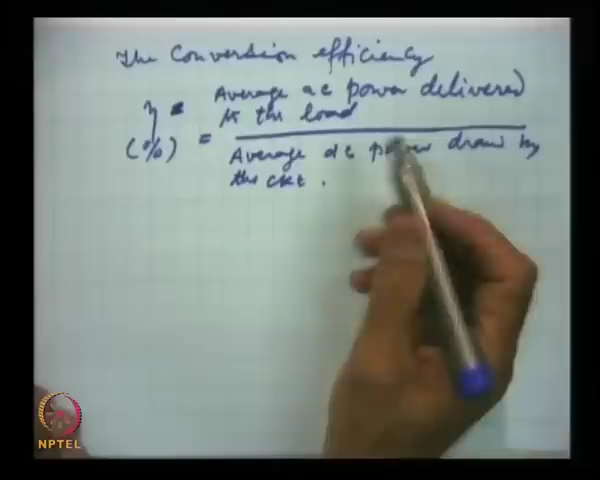 The Conversion efficiency
η = Average ac power delivered
to the load
(%) = Average dc power drawn by
the ckt.
NPTEL